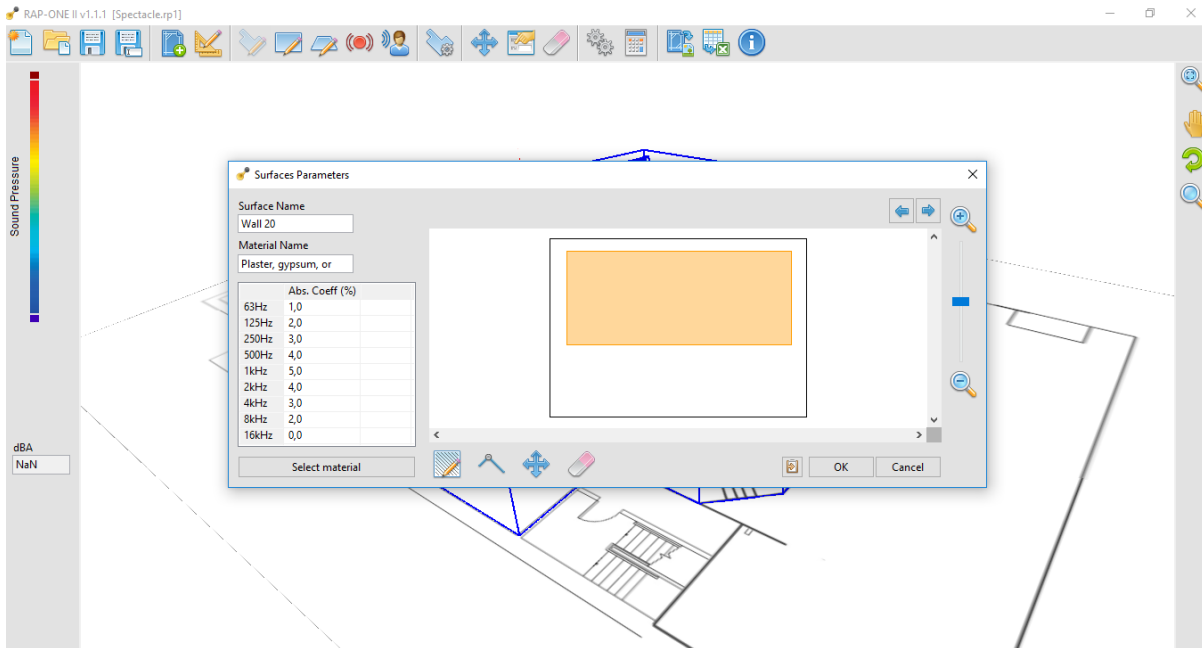 RAP-ONE II v1.1.1 [Spectacle.rp1]
Sound Pressure
dBA
NaN
Surfaces Parameters
Surface Name
Wall 20
Material Name
Plaster, gypsum, or
Abs. Coeff (%)
63Hz 1,0
125Hz 2,0
250Hz 3,0
500Hz 4,0
1kHz 5,0
2kHz 4,0
4kHz 3,0
8kHz 2,0
16kHz 0,0
Select material
OK
Cancel